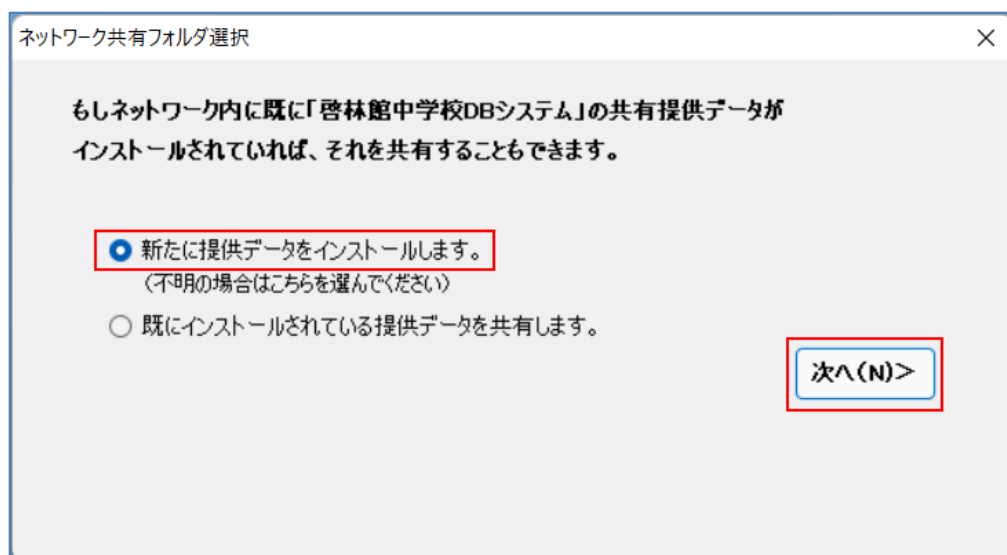 ネットワーク共有フォルダ選択
もしネットワーク内に既に「啓林館中学校DBシステム」の共有提供データが
インストールされていれば、それを共有することもできます。
新たに提供データをインストールします。
（不明の場合はこちらを選んでください）
既にインストールされている提供データを共有します。
次へ(N)＞